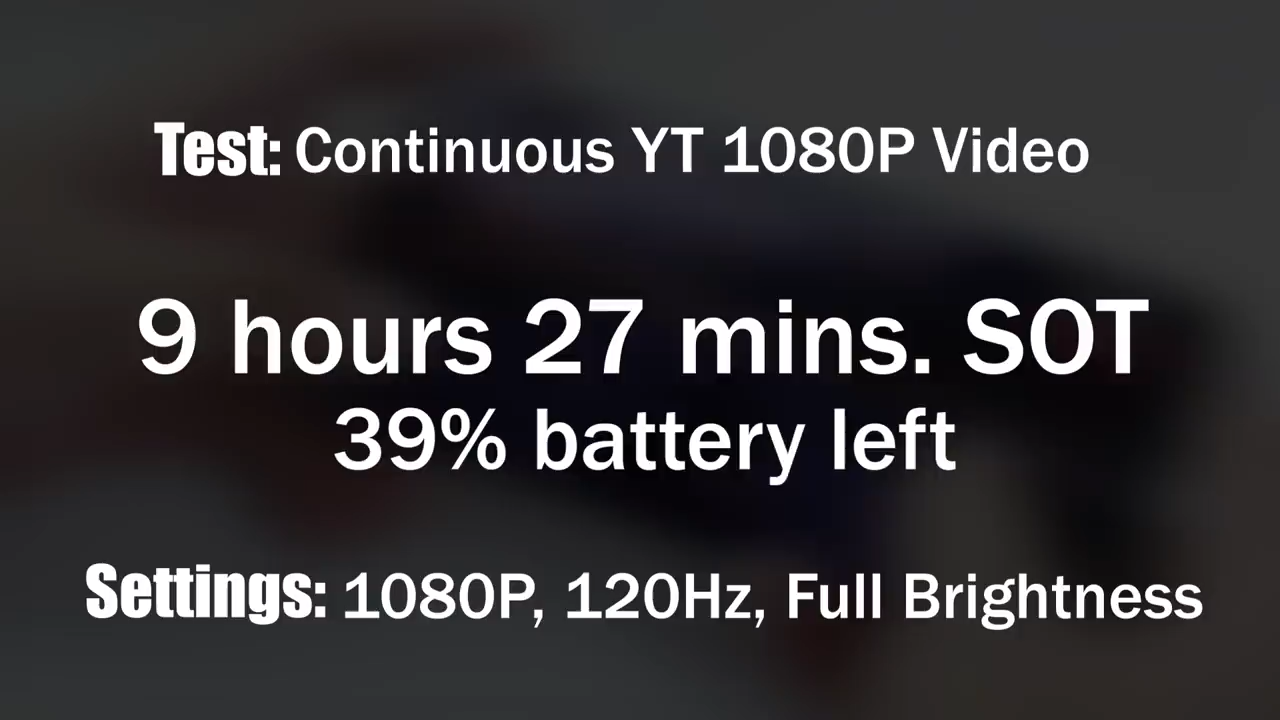 Test: Continuous YT 1080P Video
9 hours 27 mins. SOT
39% battery left
Settings: 1080P, 120Hz, Full Brightness